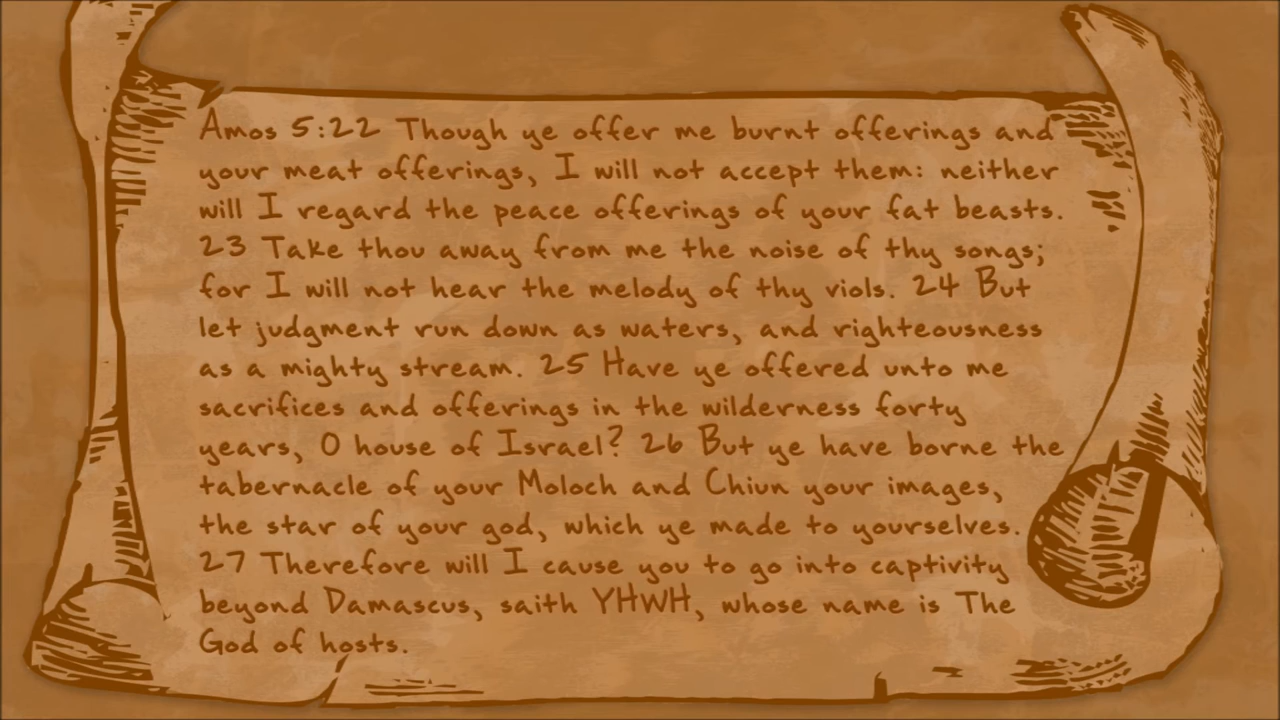 Amos 5:22 Though ye offer me burnt offerings and
your meat offerings, I will not accept them: neither
will I regard the peace offerings of your fat beasts.
23 Take thou away from me the noise of thy songs;
for I will not hear the melody of thy viols. 24 But
let judgment run down as waters, and righteousness
as a mighty stream. 25 Have ye offered unto me
sacrifices and offerings in the wilderness forty
years, O house of Israel? 26 But ye have borne the
tabernacle of your Moloch and Chiun your images,
the star of your god, which ye made to yourselves.
27 Therefore will I cause you to go into captivity
beyond Damascus, saith YHWH, whose name is The
God of hosts.